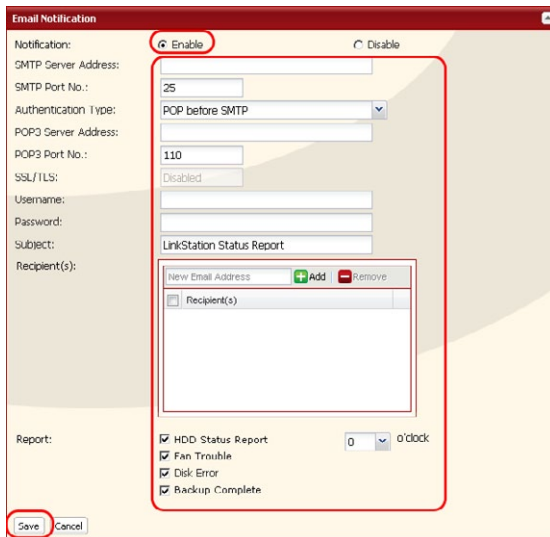 Email Notification
Notification: Enable Disable
SMTP Server Address:
SMTP Port No.: 25
Authentication Type: POP before SMTP
POP3 Server Address:
POP3 Port No.: 110
SSL/TLS: Disabled
Username:
Password:
Subject: LinkStation Status Report
Recipient(s): New Email Address Add Remove
Recipient(s)
Report: HDD Status Report 0 o'clock
Fan Trouble
Disk Error
Backup Complete
Save Cancel